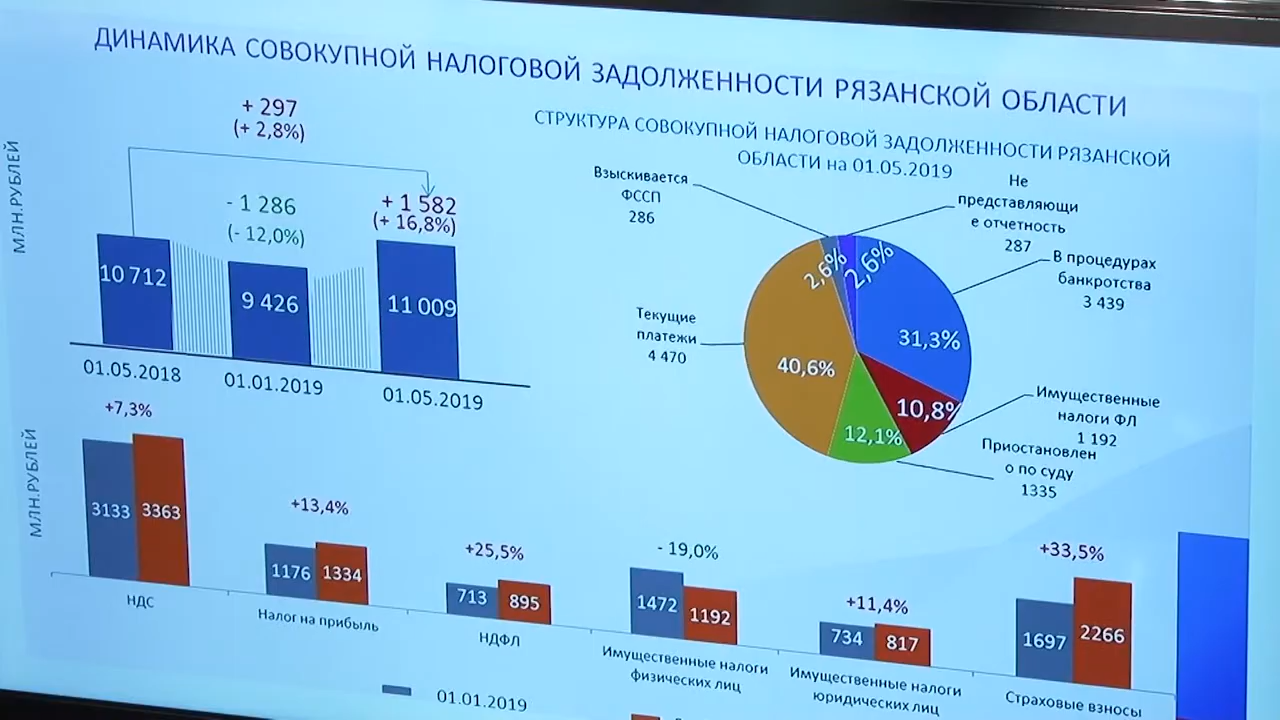 ДИНАМИКА СОВОКУПНОЙ НАЛОГОВОЙ ЗАДОЛЖЕННОСТИ РЯЗАНСКОЙ ОБЛАСТИ
МЛН.РУБЛЕЙ
+ 297
(+ 2,8%)
- 1 286
(- 12,0%)
+ 1 582
(+ 16,8%)
10 712
9 426
11 009
01.05.2018
01.01.2019
01.05.2019
СТРУКТУРА СОВОКУПНОЙ НАЛОГОВОЙ ЗАДОЛЖЕННОСТИ РЯЗАНСКОЙ
ОБЛАСТИ на 01.05.2019
Взыскивается
ФССП
286
Не
представляющи
е отчетность
287
В процедурах
банкротства
3 439
Текущие
платежи
4 470
Имущественные
налоги ФЛ
1 192
Приостановлен
о по суду
1335
2,6%
2,6%
31,3%
40,6%
10,8%
12,1%
МЛН.РУБЛЕЙ
+7,3%
3133
3363
НДС
+13,4%
1176
1334
Налог на прибыль
+25,5%
713
895
НДФЛ
- 19,0%
1472
1192
Имущественные налоги
физических лиц
+11,4%
734
817
Имущественные налоги
юридических лиц
+33,5%
1697
2266
Страховые взносы
01.01.2019